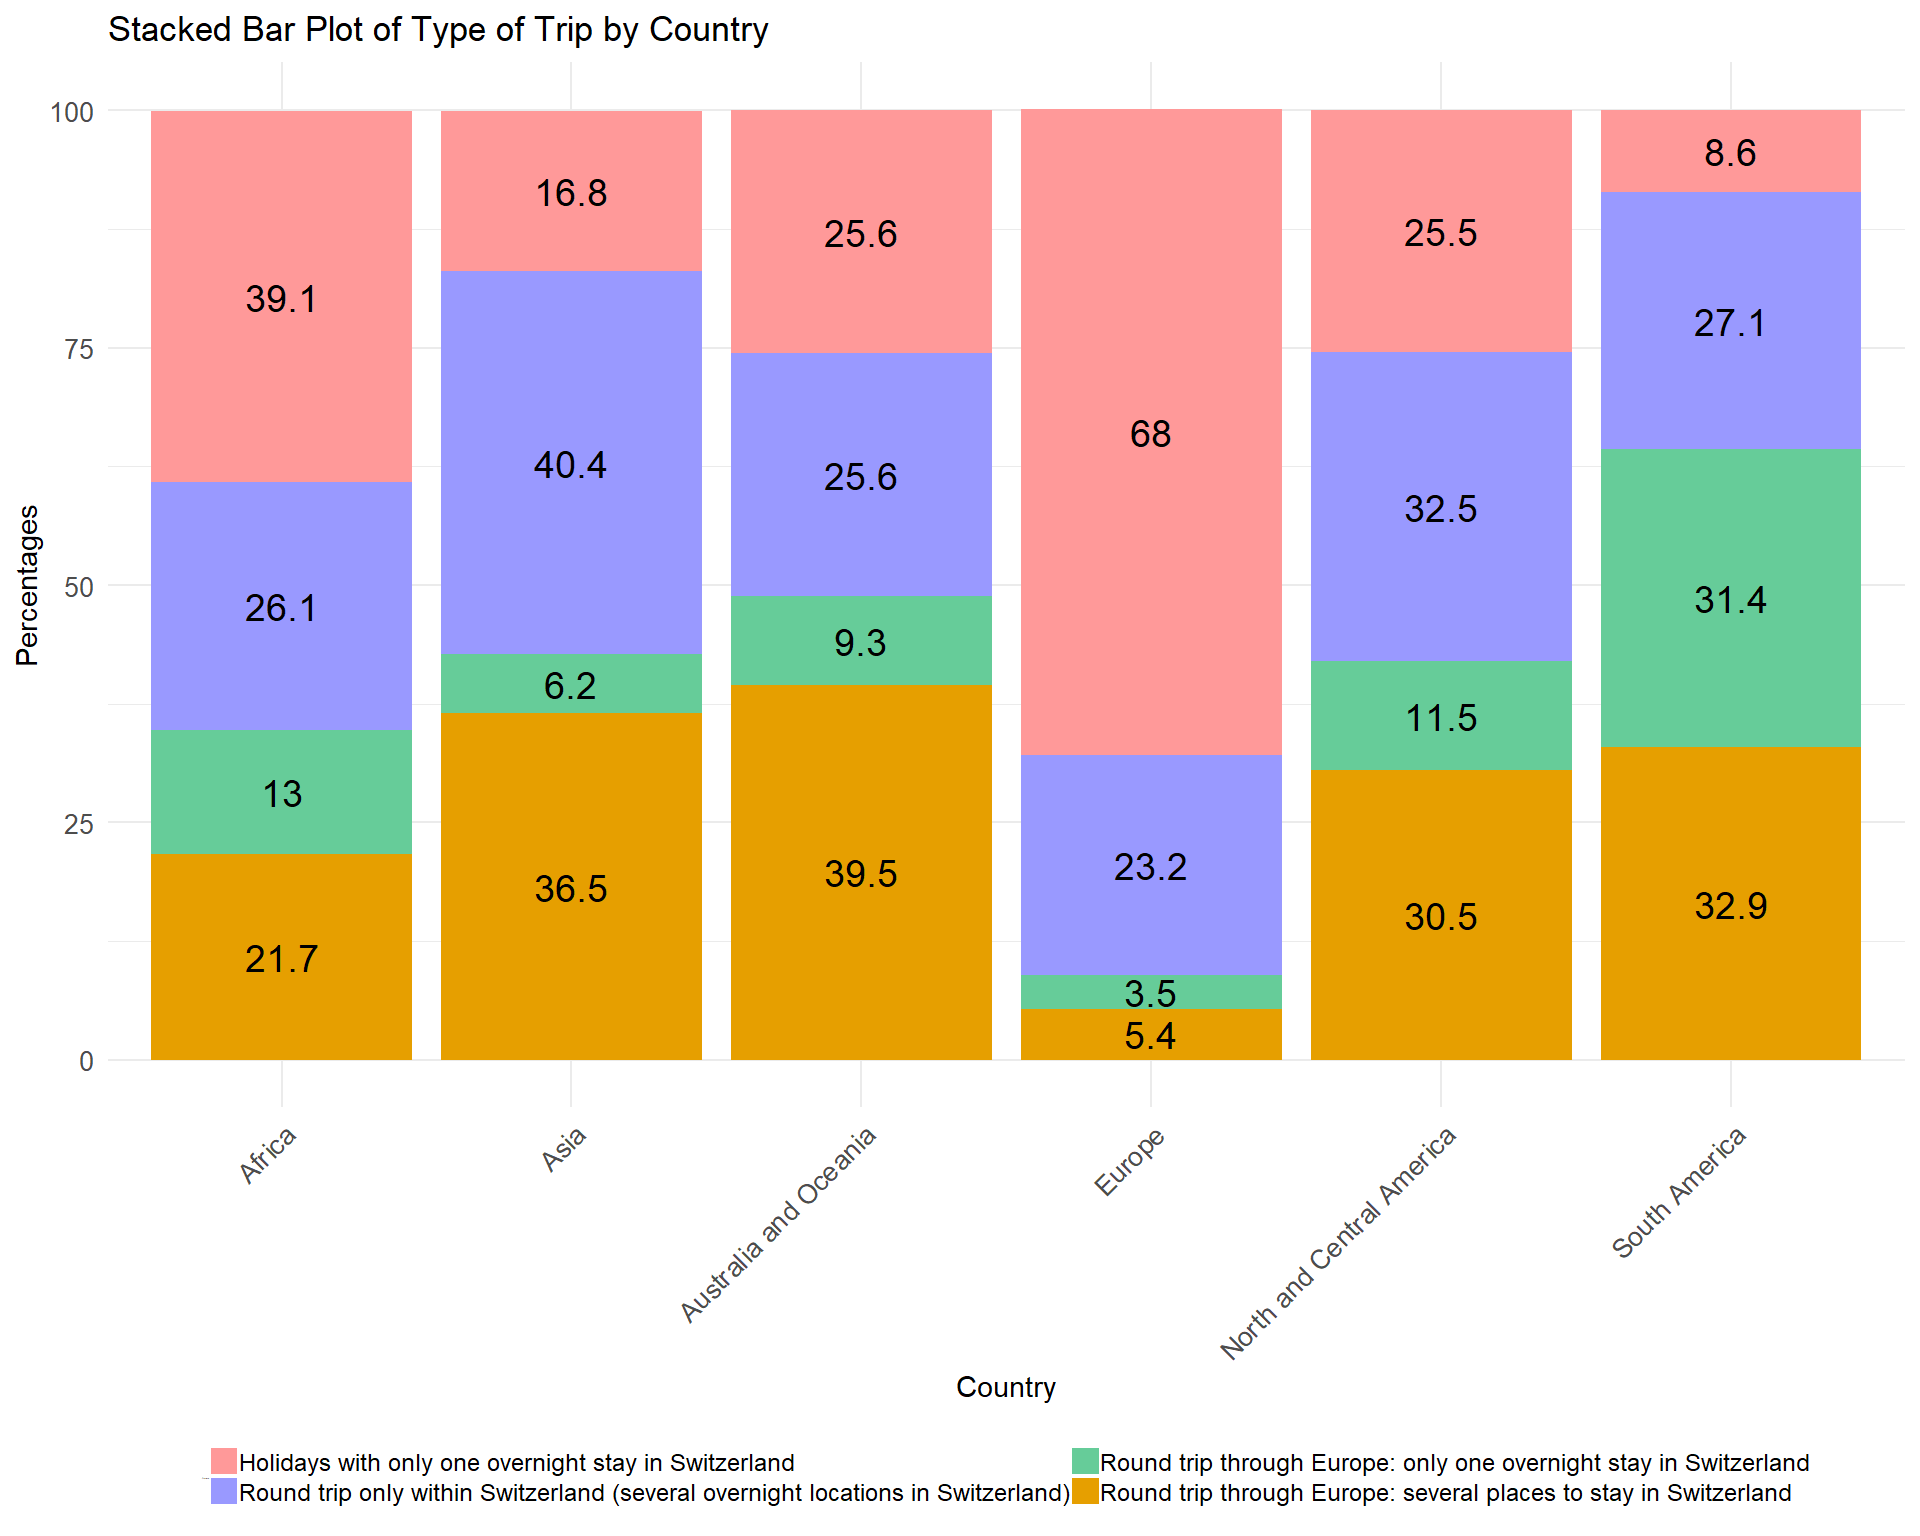 Stacked Bar Plot of Type of Trip by Country
Percentages
100
75
50
25
0
39.1
26.1
13
21.7
16.8
40.4
6.2
36.5
25.6
25.6
9.3
39.5
68
23.2
3.5
5.4
25.5
32.5
11.5
30.5
8.6
27.1
31.4
32.9
Africa
Asia
Australia and Oceania
Europe
North and Central America
South America
Country
Holidays with only one overnight stay in Switzerland
Round trip only within Switzerland (several overnight locations in Switzerland)
Round trip through Europe: only one overnight stay in Switzerland
Round trip through Europe: several places to stay in Switzerland